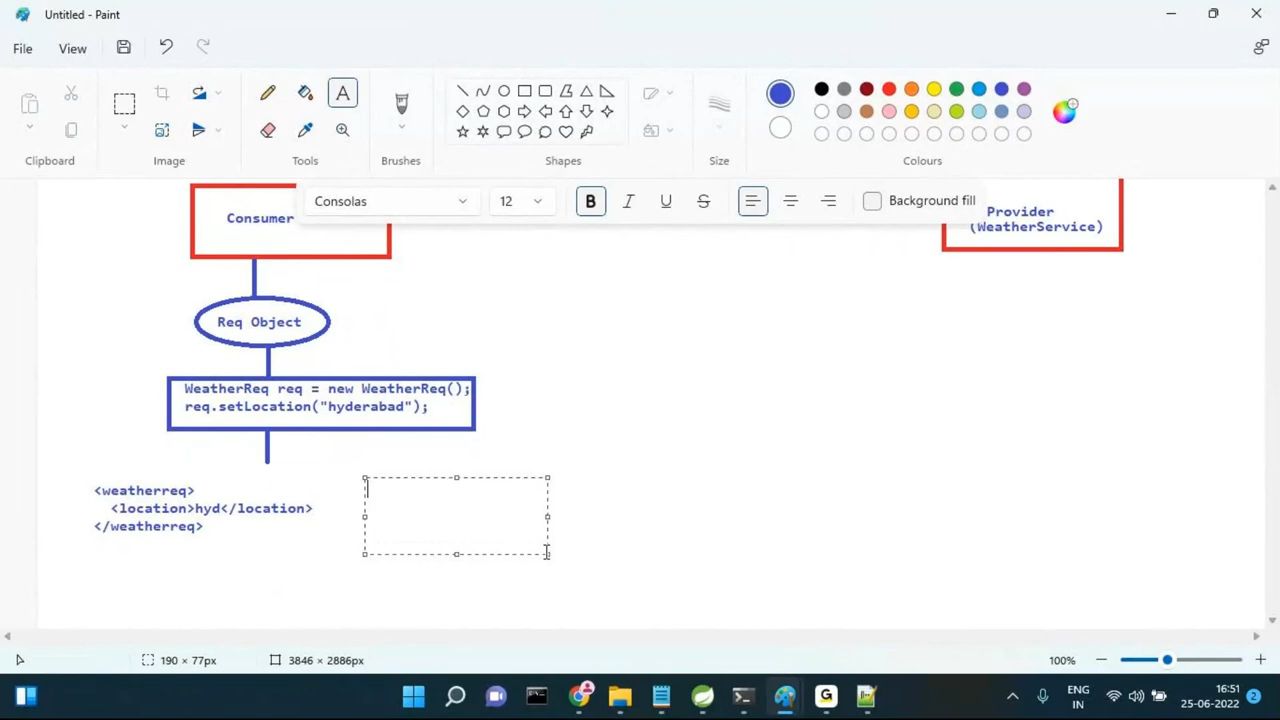 Untitled - Paint
File
View
Clipboard
Image
Tools
Brushes
Shapes
Size
Colours
Consolas
12
B
I
U
S
Background fill
Consumer
Provider
(WeatherService)
Req Object
WeatherReq req = new WeatherReq();
req.setLocation("hyderabad");
<weatherreq>
<location>hyd</location>
</weatherreq>
190 × 77px
3846 × 2886px
100%
ENG
IN
16:51
25-06-2022
2